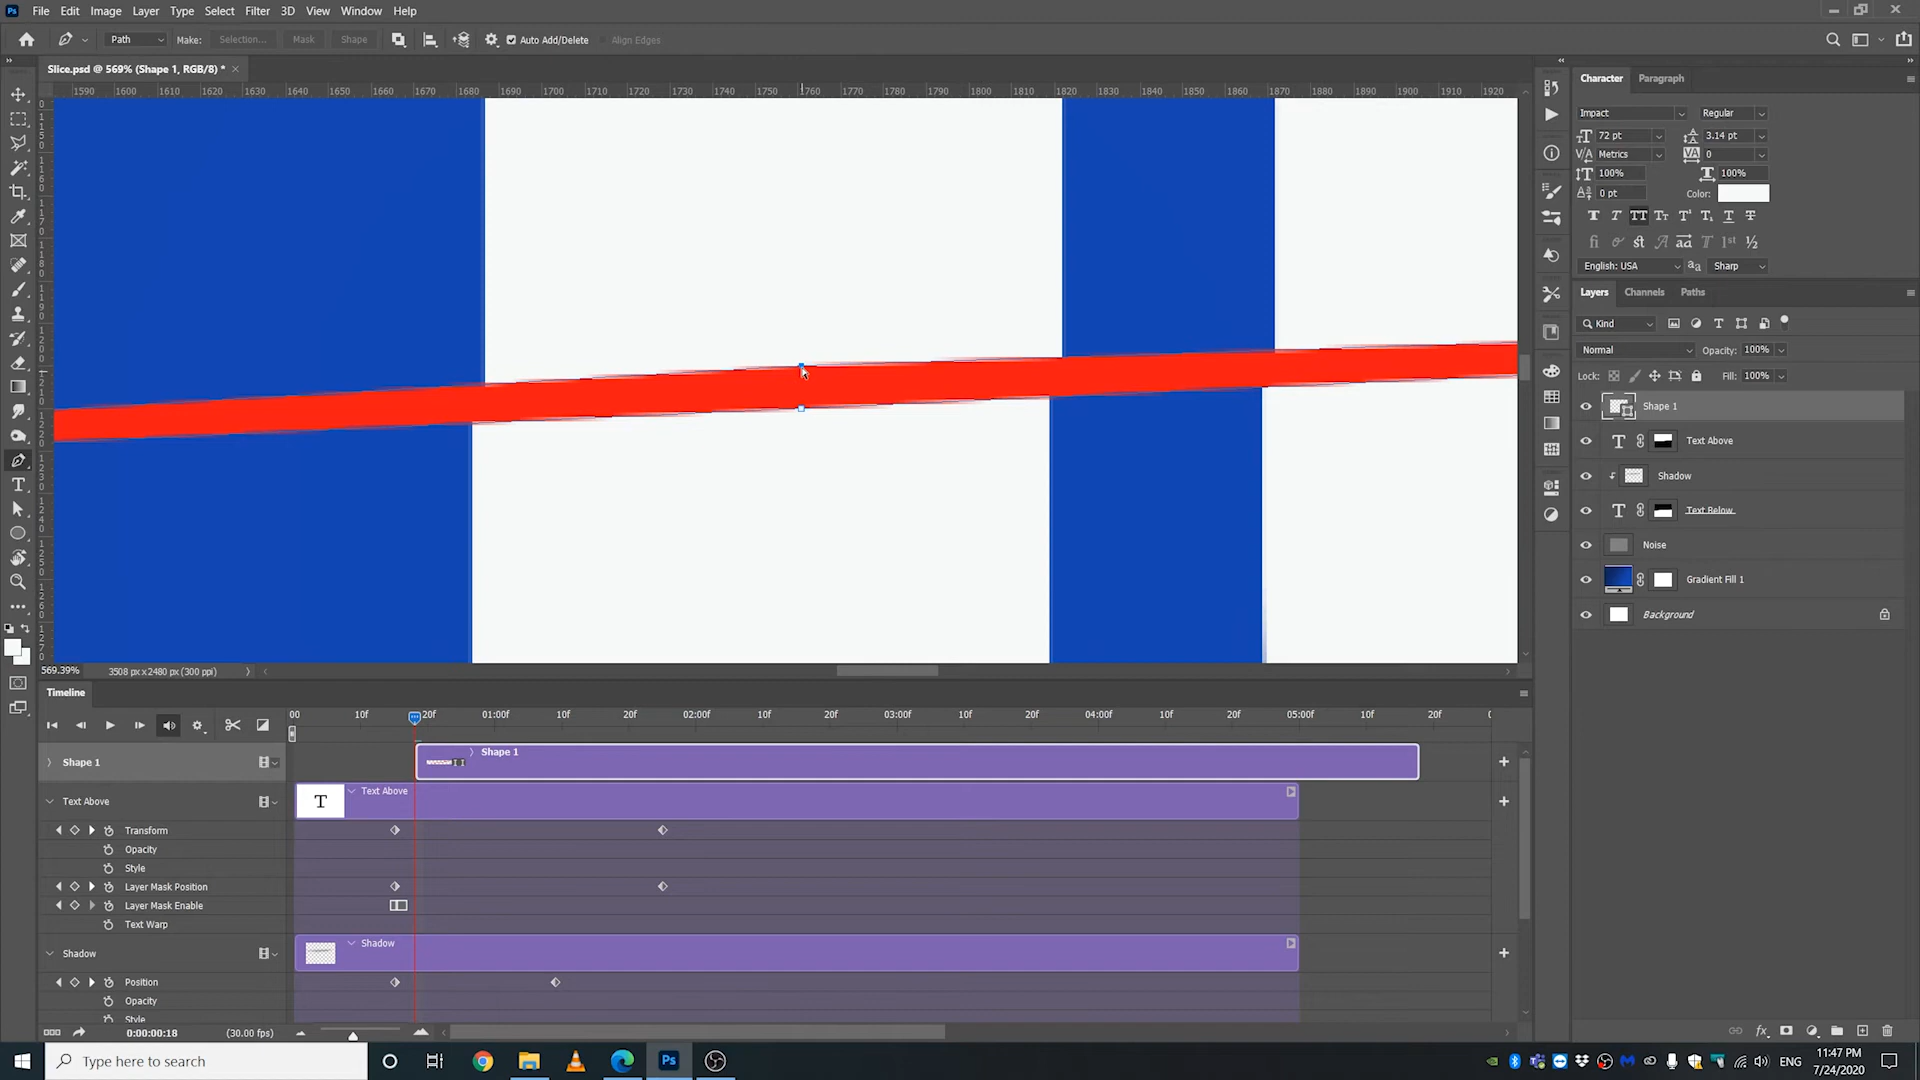 Ps File Edit Image Layer Type Select Filter 3D View Window Help
Path Make: Selection... Mask Shape Auto Add/Delete Align Edges
Slice.psd @ 569% (Shape 1, RGB/8) *
1590 1600 1610 1620 1630 1640 1650 1660 1670 1680 1690 1700 1710 1720 1730 1740 1750 1760 1770 1780 1790 1800 1810 1820 1830 1840 1850 1860 1870 1880 1890 1900 1910 1920
Character Paragraph
Impact Regular
72 pt 3.14 pt
Metrics 0
100% 100%
0 pt Color:
English: USA Sharp
Layers Channels Paths
Kind
Normal Opacity: 100%
Lock: Fill: 100%
Shape 1
Text Above
Shadow
Text Below
Noise
Gradient Fill 1
Background
569.39% 3508 px x 2480 px (300 ppi)
Timeline
00 10f 20f 01:00f 10f 20f 02:00f 10f 20f 03:00f 10f 20f 04:00f 10f 20f 05:00f 10f 20f 0
Shape 1 Shape 1
Text Above T Text Above
Transform
Opacity
Style
Layer Mask Position
Layer Mask Enable
Text Warp
Shadow Shadow
Position
Opacity
Style
0:00:00:18 (30.00 fps)
Type here to search Ps ENG 11:47 PM
7/24/2020